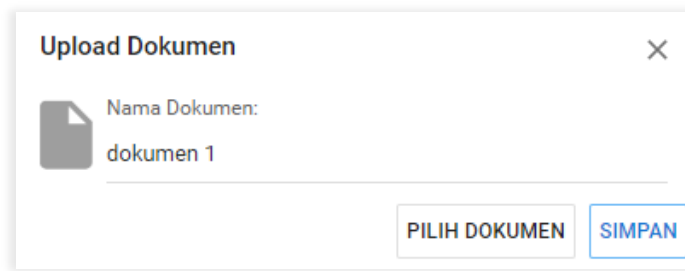 Upload Dokumen
Nama Dokumen:
dokumen 1
PILIH DOKUMEN SIMPAN